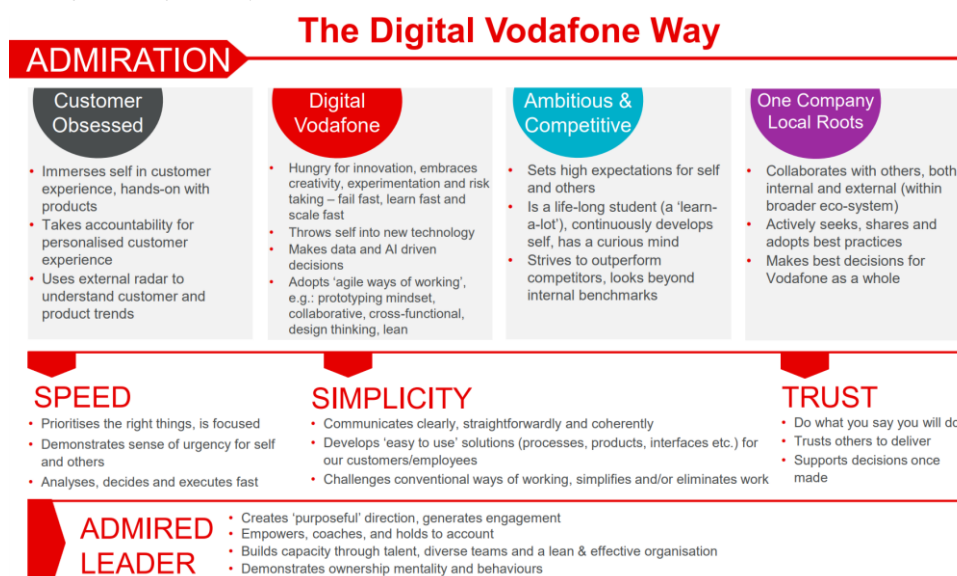 The Digital Vodafone Way
ADMIRATION
Customer
Obsessed
• Immerses self in customer
experience, hands-on with
products
• Takes accountability for
personalised customer
experience
• Uses external radar to
understand customer and
product trends
Digital
Vodafone
• Hungry for innovation, embraces
creativity, experimentation and risk
taking – fail fast, learn fast and
scale fast
• Throws self into new technology
• Makes data and AI driven
decisions
• Adopts 'agile ways of working',
e.g.: prototyping mindset,
collaborative, cross-functional,
design thinking, lean
Ambitious &
Competitive
• Sets high expectations for self
and others
• Is a life-long student (a 'learn-
a-lot'), continuously develops
self, has a curious mind
• Strives to outperform
competitors, looks beyond
internal benchmarks
One Company
Local Roots
• Collaborates with others, both
internal and external (within
broader eco-system)
• Actively seeks, shares and
adopts best practices
• Makes best decisions for
Vodafone as a whole
SPEED
• Prioritises the right things, is focused
• Demonstrates sense of urgency for self
and others
• Analyses, decides and executes fast
SIMPLICITY
• Communicates clearly, straightforwardly and coherently
• Develops 'easy to use' solutions (processes, products, interfaces etc.) for
our customers/employees
• Challenges conventional ways of working, simplifies and/or eliminates work
TRUST
• Do what you say you will do
• Trusts others to deliver
• Supports decisions once
made
ADMIRED
LEADER
• Creates 'purposeful' direction, generates engagement
• Empowers, coaches, and holds to account
• Builds capacity through talent, diverse teams and a lean & effective organisation
• Demonstrates ownership mentality and behaviours